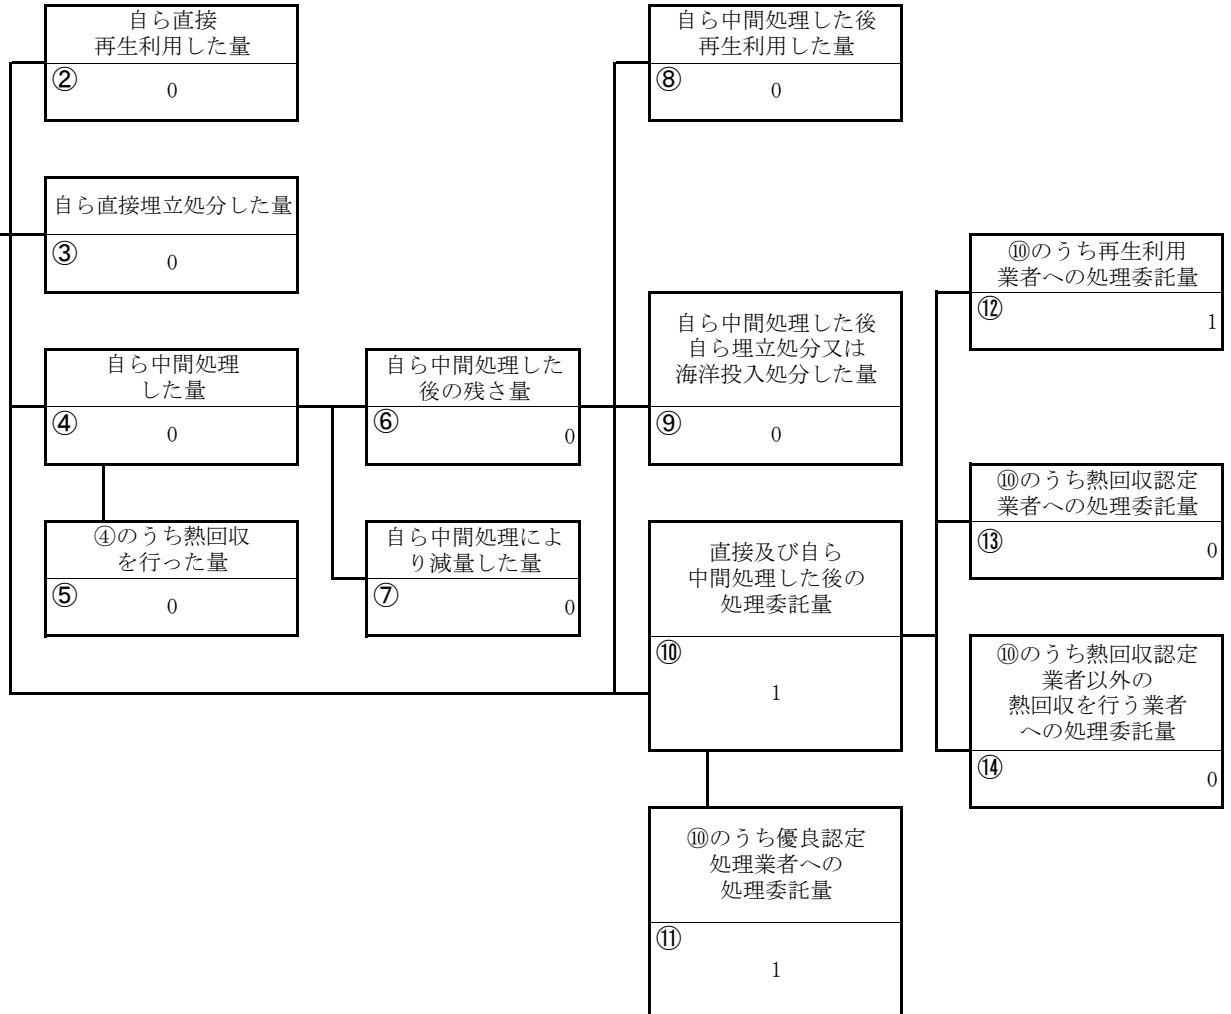 自ら直接
再生利用した量
②
0
自ら直接埋立処分した量
③
0
自ら中間処理
した量
④
0
④のうち熱回収
を行った量
⑤
0
自ら中間処理した
後の残さ量
⑥
0
自ら中間処理によ
り減量した量
⑦
0
自ら中間処理した後
再生利用した量
⑧
0
自ら中間処理した後
自ら埋立処分又は
海洋投入処分した量
⑨
0
直接及び自ら
中間処理した後の
処理委託量
⑩
1
⑩のうち優良認定
処理業者への
処理委託量
⑪
1
⑩のうち再生利用
業者への処理委託量
⑫
1
⑩のうち熱回収認定
業者への処理委託量
⑬
0
⑩のうち熱回収認定
業者以外の
熱回収を行う業者
への処理委託量
⑭
0